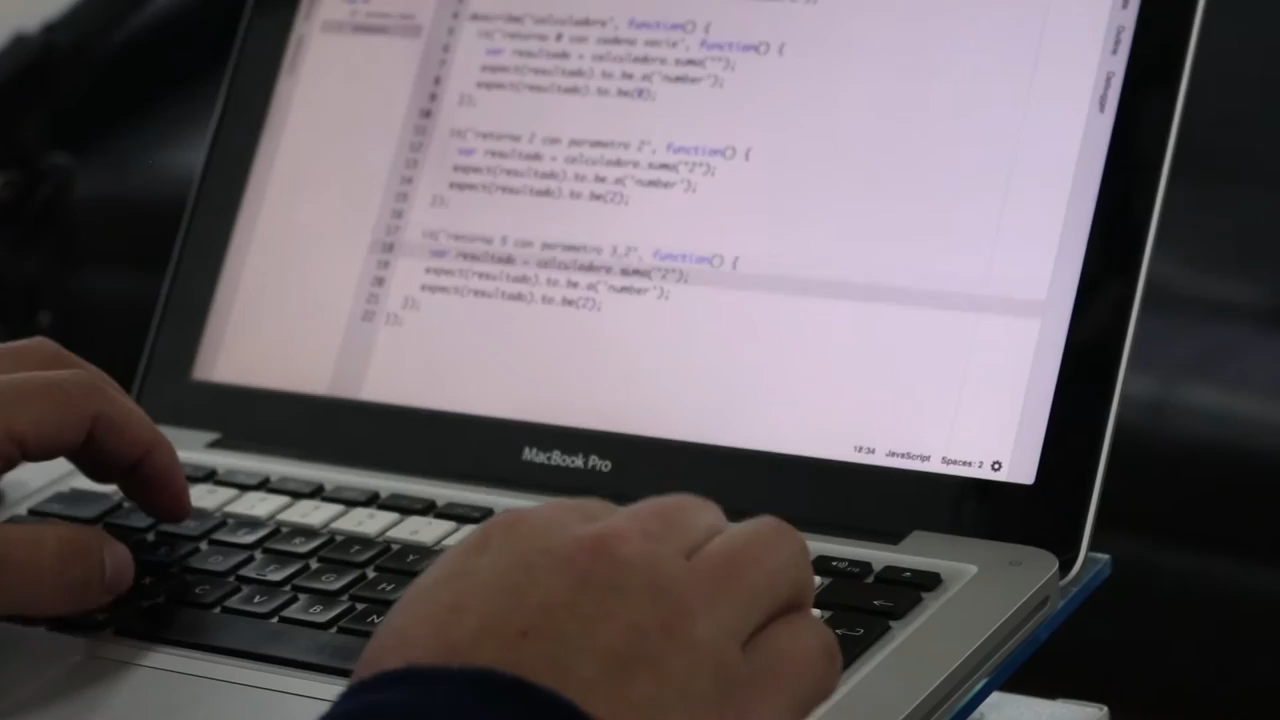 describe('calculadora', function() {
it('retorna 0 con cadena vacia', function() {
var resultado = calculadora.suma("");
expect(resultado).to.be.a('number');
expect(resultado).to.be(0);
});
it('retorna 2 con parametro 2', function() {
var resultado = calculadora.suma("2");
expect(resultado).to.be.a('number');
expect(resultado).to.be(2);
});
it('retorna 5 con parametro 3,2', function() {
var resultado = calculadora.suma("2");
expect(resultado).to.be.a('number');
expect(resultado).to.be(2);
});
});
Outline
Debugger
18:34 JavaScript Spaces: 2
MacBook Pro
R T Y
D F G H
C V B N